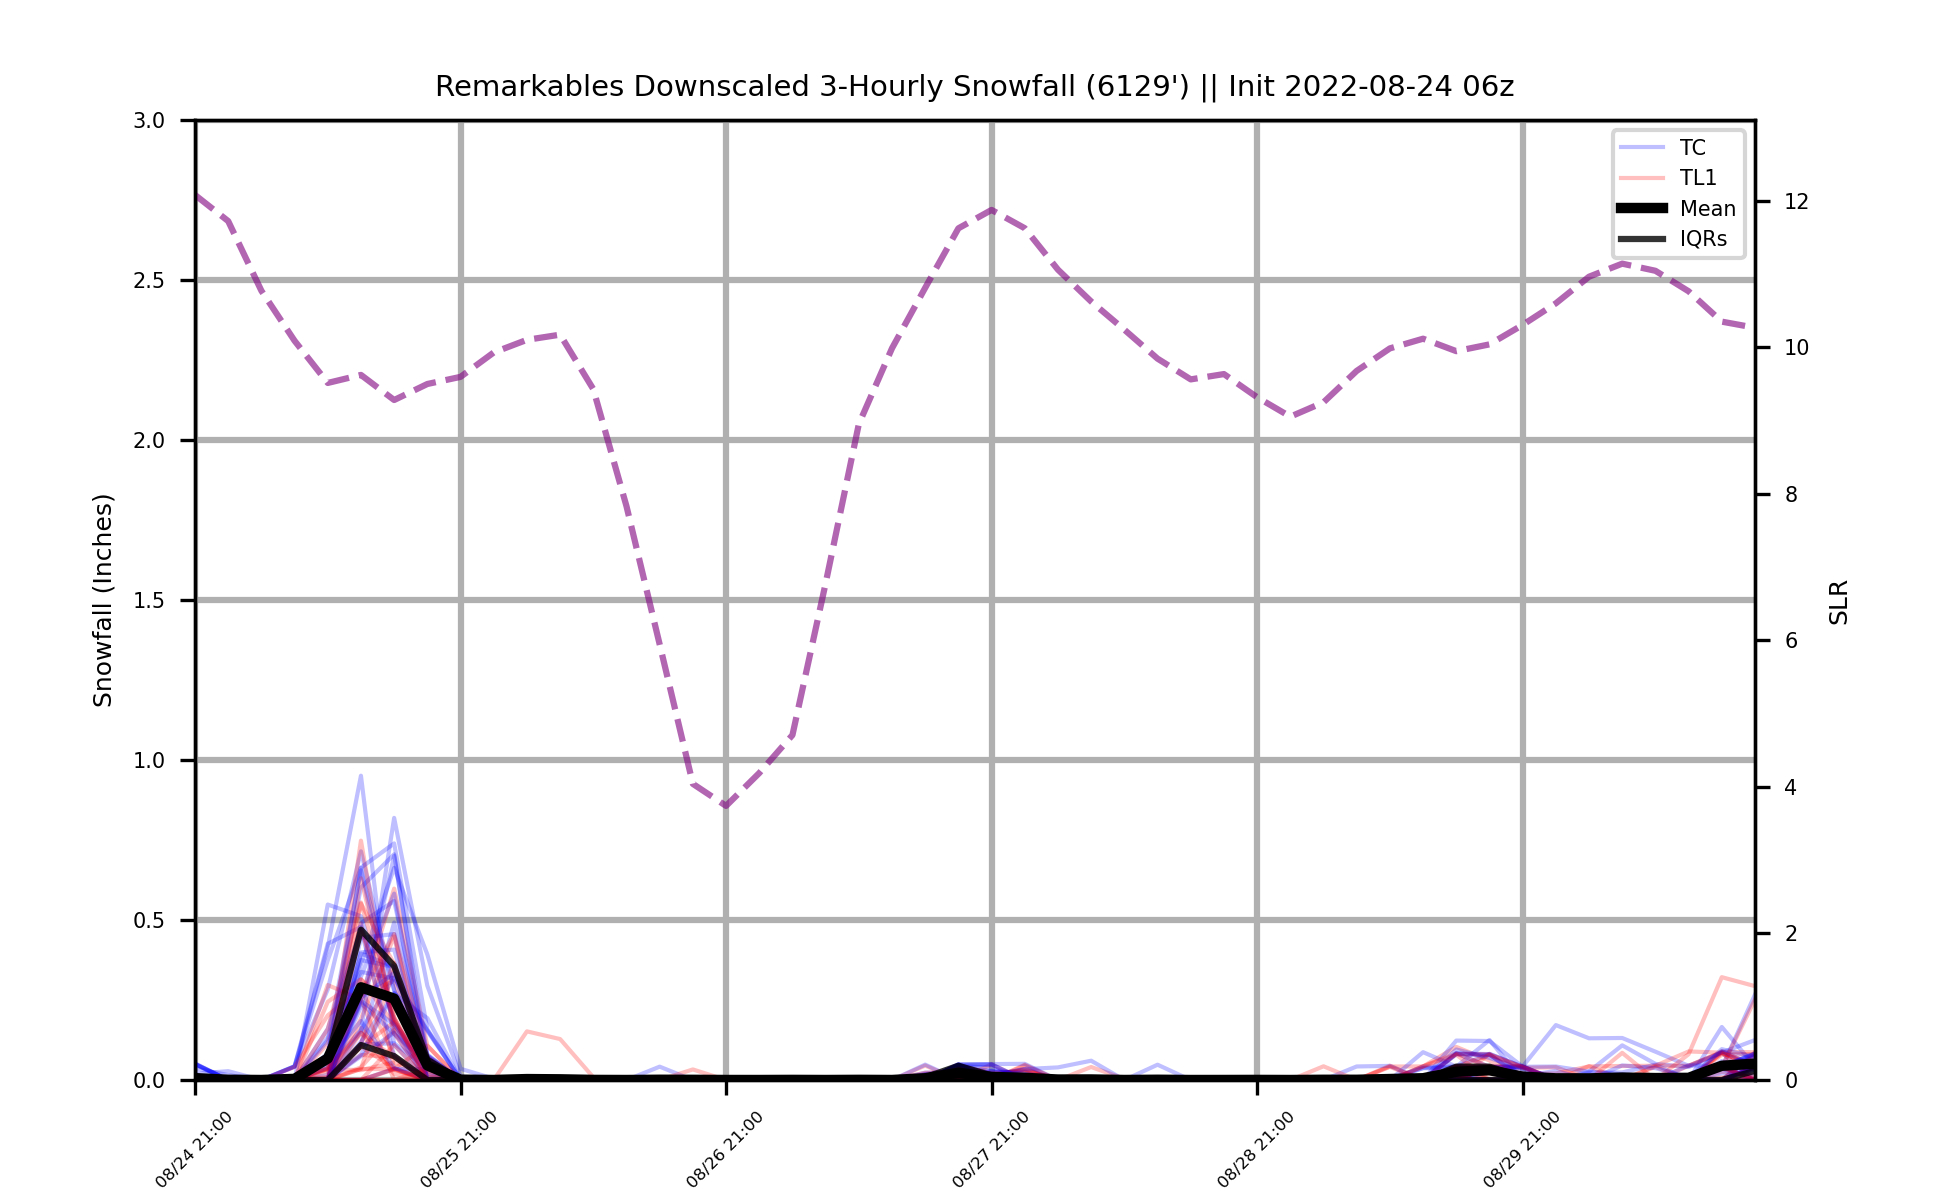 Remarkables Downscaled 3-Hourly Snowfall (6129') || Init 2022-08-24 06z
3.0
2.5
2.0
1.5
1.0
0.5
0.0
Snowfall (Inches)
TC
TL1
Mean
IQRs
12
10
8
6
4
2
0
SLR
08/24 21:00
08/25 21:00
08/26 21:00
08/27 21:00
08/28 21:00
08/29 21:00